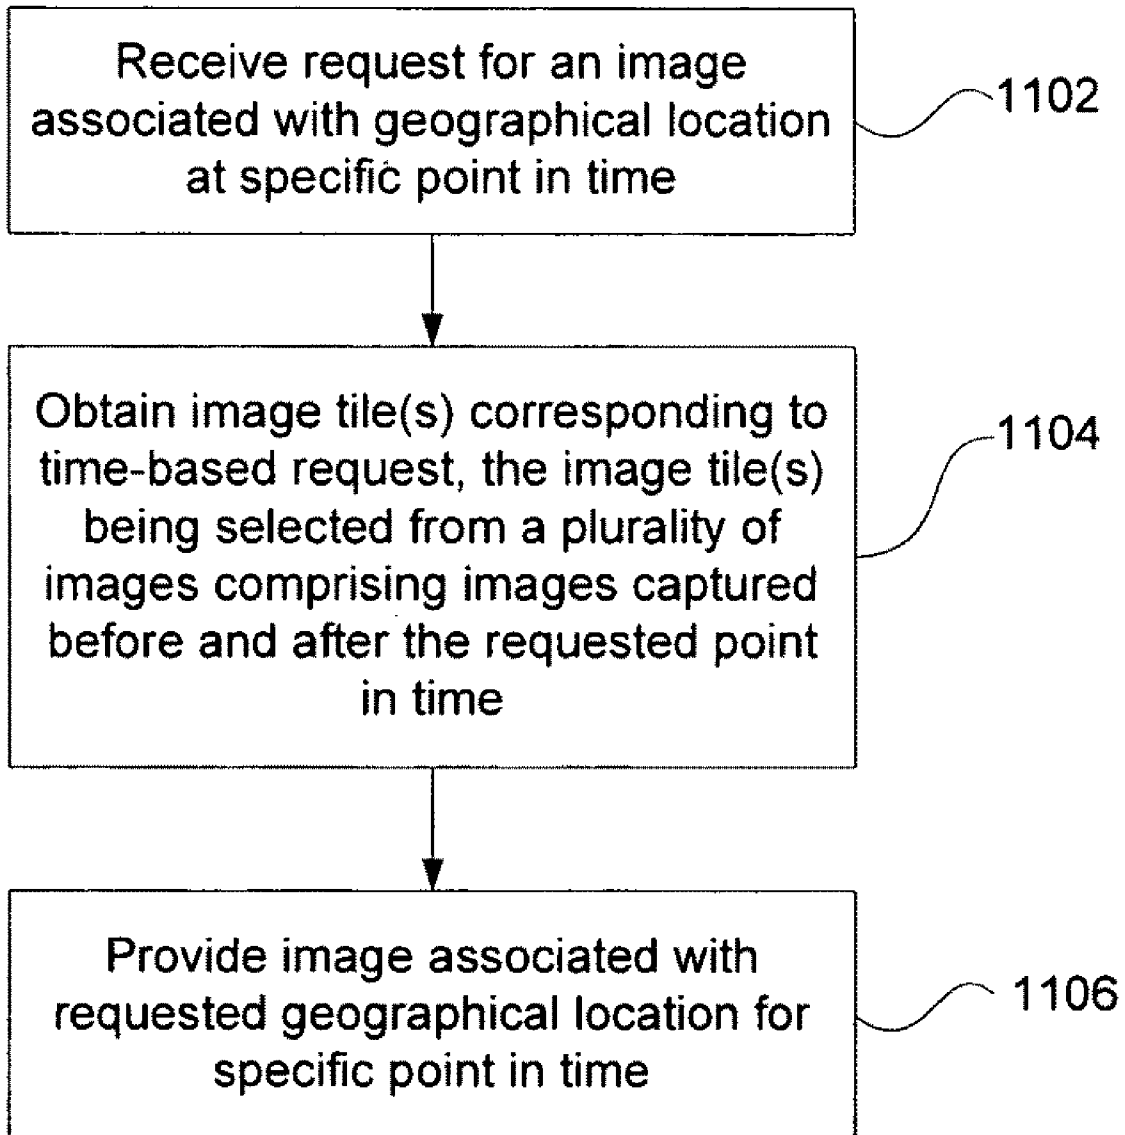 Receive request for an image
associated with geographical location
at specific point in time
1102
Obtain image tile(s) corresponding to
time-based request, the image tile(s)
being selected from a plurality of
images comprising images captured
before and after the requested point
in time
1104
Provide image associated with
requested geographical location for
specific point in time
1106